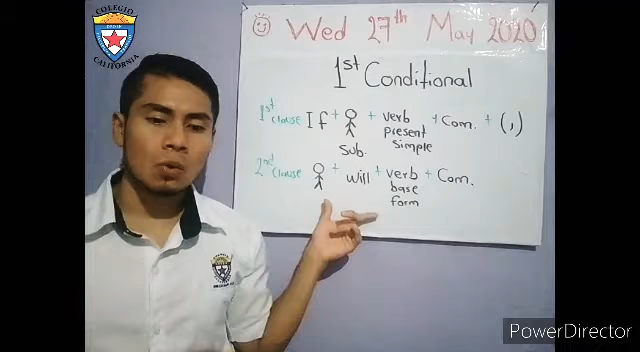 COLEGIO
CALIFORNIA
Wed 27th May 2020
1st Conditional
1st clause If + + verb present simple + Com. + (,)
Sub.
2nd clause + will + verb base form + Com.
PowerDirector